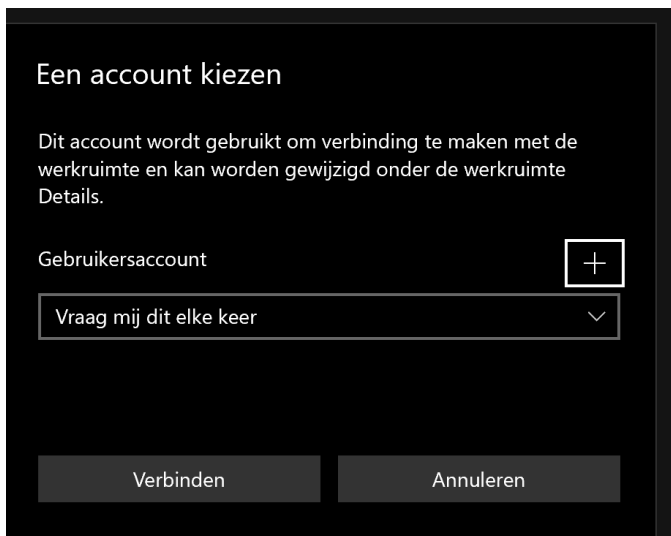 Een account kiezen
Dit account wordt gebruikt om verbinding te maken met de
werkruimte en kan worden gewijzigd onder de werkruimte
Details.
Gebruikersaccount
Vraag mij dit elke keer
Verbinden
Annuleren